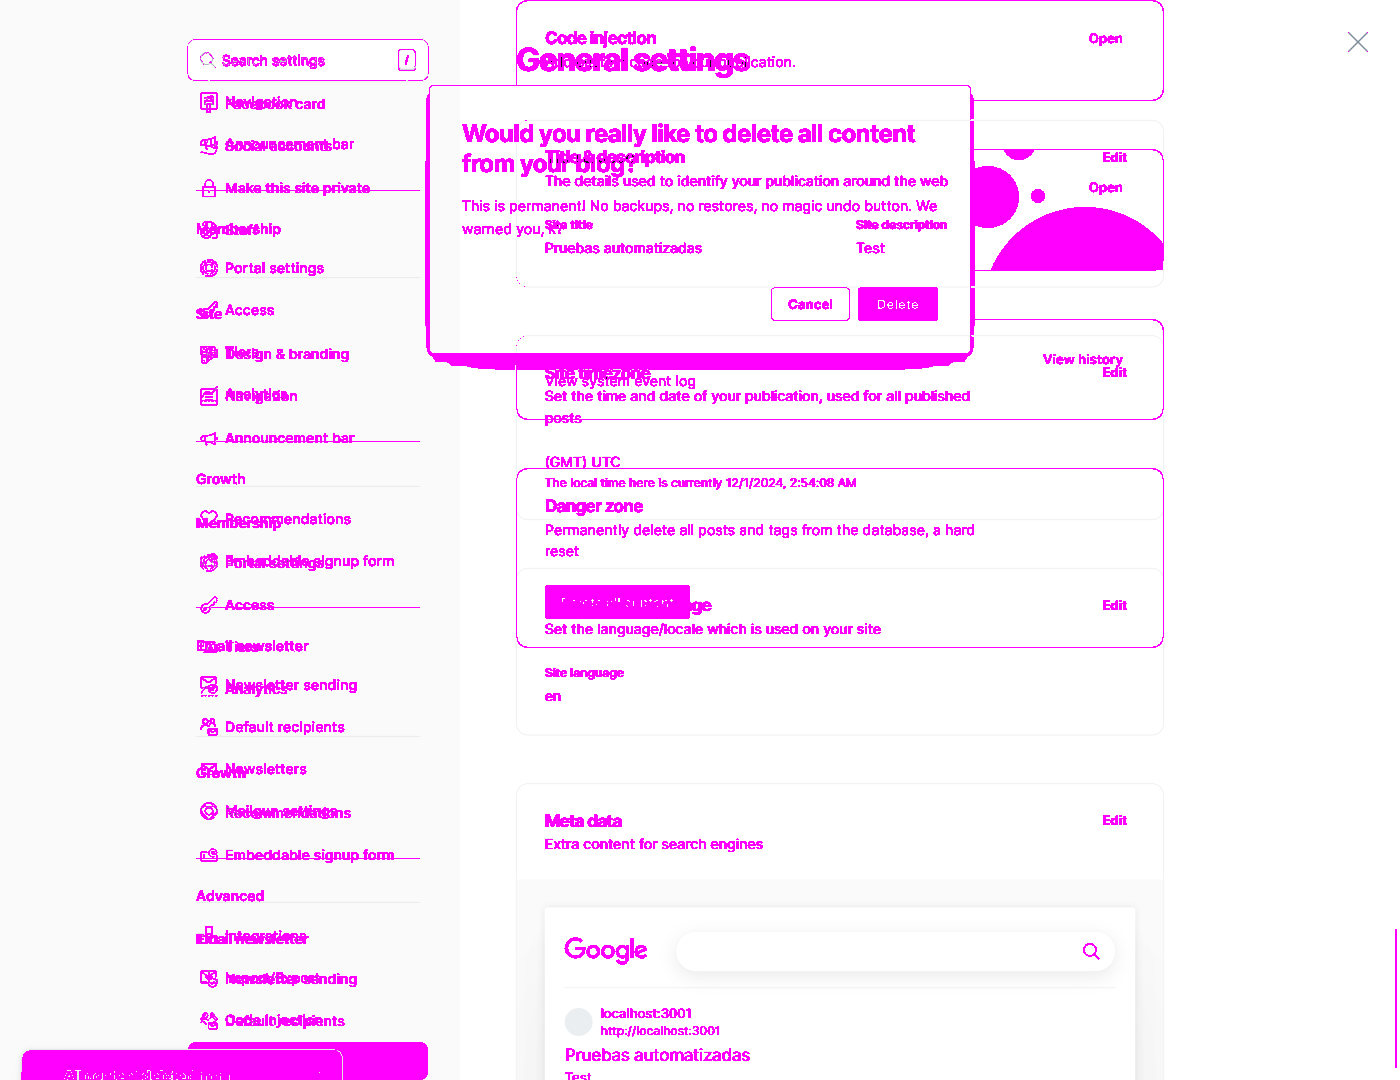 Search settings
/
Navigation
Facebook card
Announcement bar
Social accounts
Make this site private
Membership
Staff
Portal settings
Access
Site
Tiers
Design & branding
Analytics
Navigation
Announcement bar
Growth
Recommendations
Membership
Embeddable signup form
Portal settings
Access
Email newsletter
Tiers
Newsletter sending
Analytics
Default recipients
Newsletters
Growth
Mailgun settings
Recommendations
Embeddable signup form
Advanced
Integrations
Email newsletter
Import/Export
Newsletter sending
Code injection
Default recipients
Code injection
Open
General settings
Would you really like to delete all content
from your blog?
Title & description
Edit
The details used to identify your publication around the web
Open
This is permanent! No backups, no restores, no magic undo button. We
warned you, k?
Site title
Site description
Pruebas automatizadas
Test
Cancel
Delete
View history
Site timezone
Edit
View system event log
Set the time and date of your publication, used for all published
posts
(GMT) UTC
The local time here is currently 12/1/2024, 2:54:08 AM
Danger zone
Permanently delete all posts and tags from the database, a hard
reset
Edit
Set the language/locale which is used on your site
Site language
en
Meta data
Edit
Extra content for search engines
Google
localhost:3001
http://localhost:3001
Pruebas automatizadas
Test